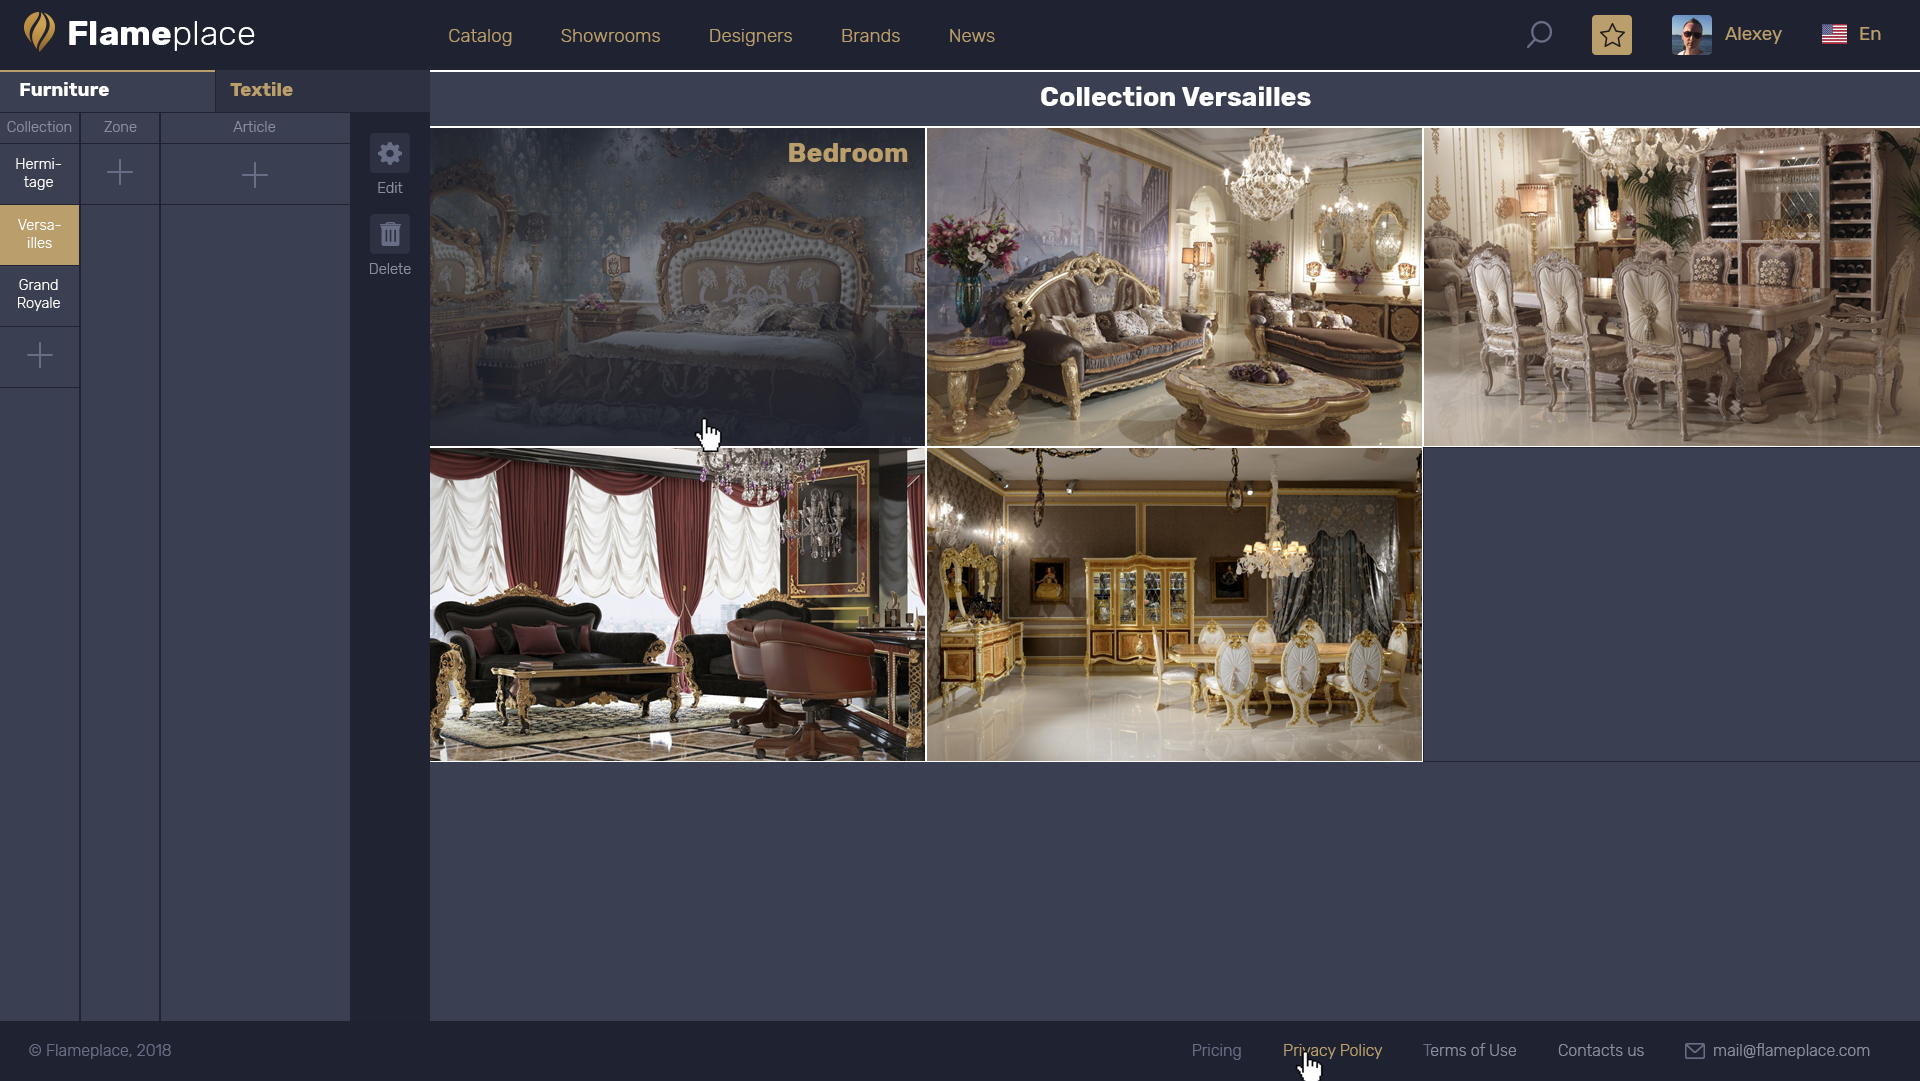 Flameplace
Catalog
Showrooms
Designers
Brands
News
Alexey
En
Furniture
Textile
Collection
Zone
Article
Hermi-
tage
Versa-
illes
Grand
Royale
Edit
Delete
Collection Versailles
Bedroom
© Flameplace, 2018
Pricing
Privacy Policy
Terms of Use
Contacts us
mail@flameplace.com